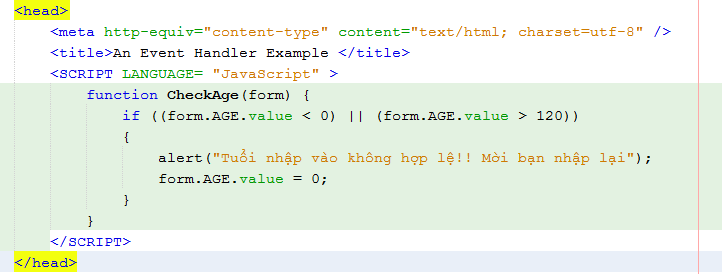 <head>
<meta http-equiv="content-type" content="text/html; charset=utf-8" />
<title>An Event Handler Example </title>
<SCRIPT LANGUAGE= "JavaScript" >
function CheckAge(form) {
if ((form.AGE.value < 0) || (form.AGE.value > 120))
{
alert("Tuổi nhập vào không hợp lệ!! Mời bạn nhập lại");
form.AGE.value = 0;
}
}
</SCRIPT>
</head>